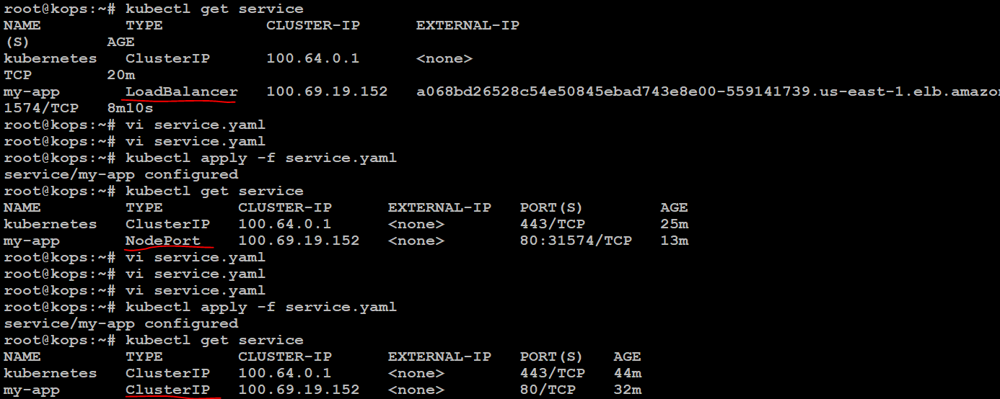 root@kops:~# kubectl get service
NAME TYPE CLUSTER-IP EXTERNAL-IP
(S) AGE
kubernetes ClusterIP 100.64.0.1 <none>
TCP 20m
my-app LoadBalancer 100.69.19.152 a068bd26528c54e50845ebad743e8e00-559141739.us-east-1.elb.amazon
1574/TCP 8m10s
root@kops:~# vi service.yaml
root@kops:~# vi service.yaml
root@kops:~# kubectl apply -f service.yaml
service/my-app configured
root@kops:~# kubectl get service
NAME TYPE CLUSTER-IP EXTERNAL-IP PORT(S) AGE
kubernetes ClusterIP 100.64.0.1 <none> 443/TCP 25m
my-app NodePort 100.69.19.152 <none> 80:31574/TCP 13m
root@kops:~# vi service.yaml
root@kops:~# vi service.yaml
root@kops:~# vi service.yaml
root@kops:~# kubectl apply -f service.yaml
service/my-app configured
root@kops:~# kubectl get service
NAME TYPE CLUSTER-IP EXTERNAL-IP PORT(S) AGE
kubernetes ClusterIP 100.64.0.1 <none> 443/TCP 44m
my-app ClusterIP 100.69.19.152 <none> 80/TCP 32m